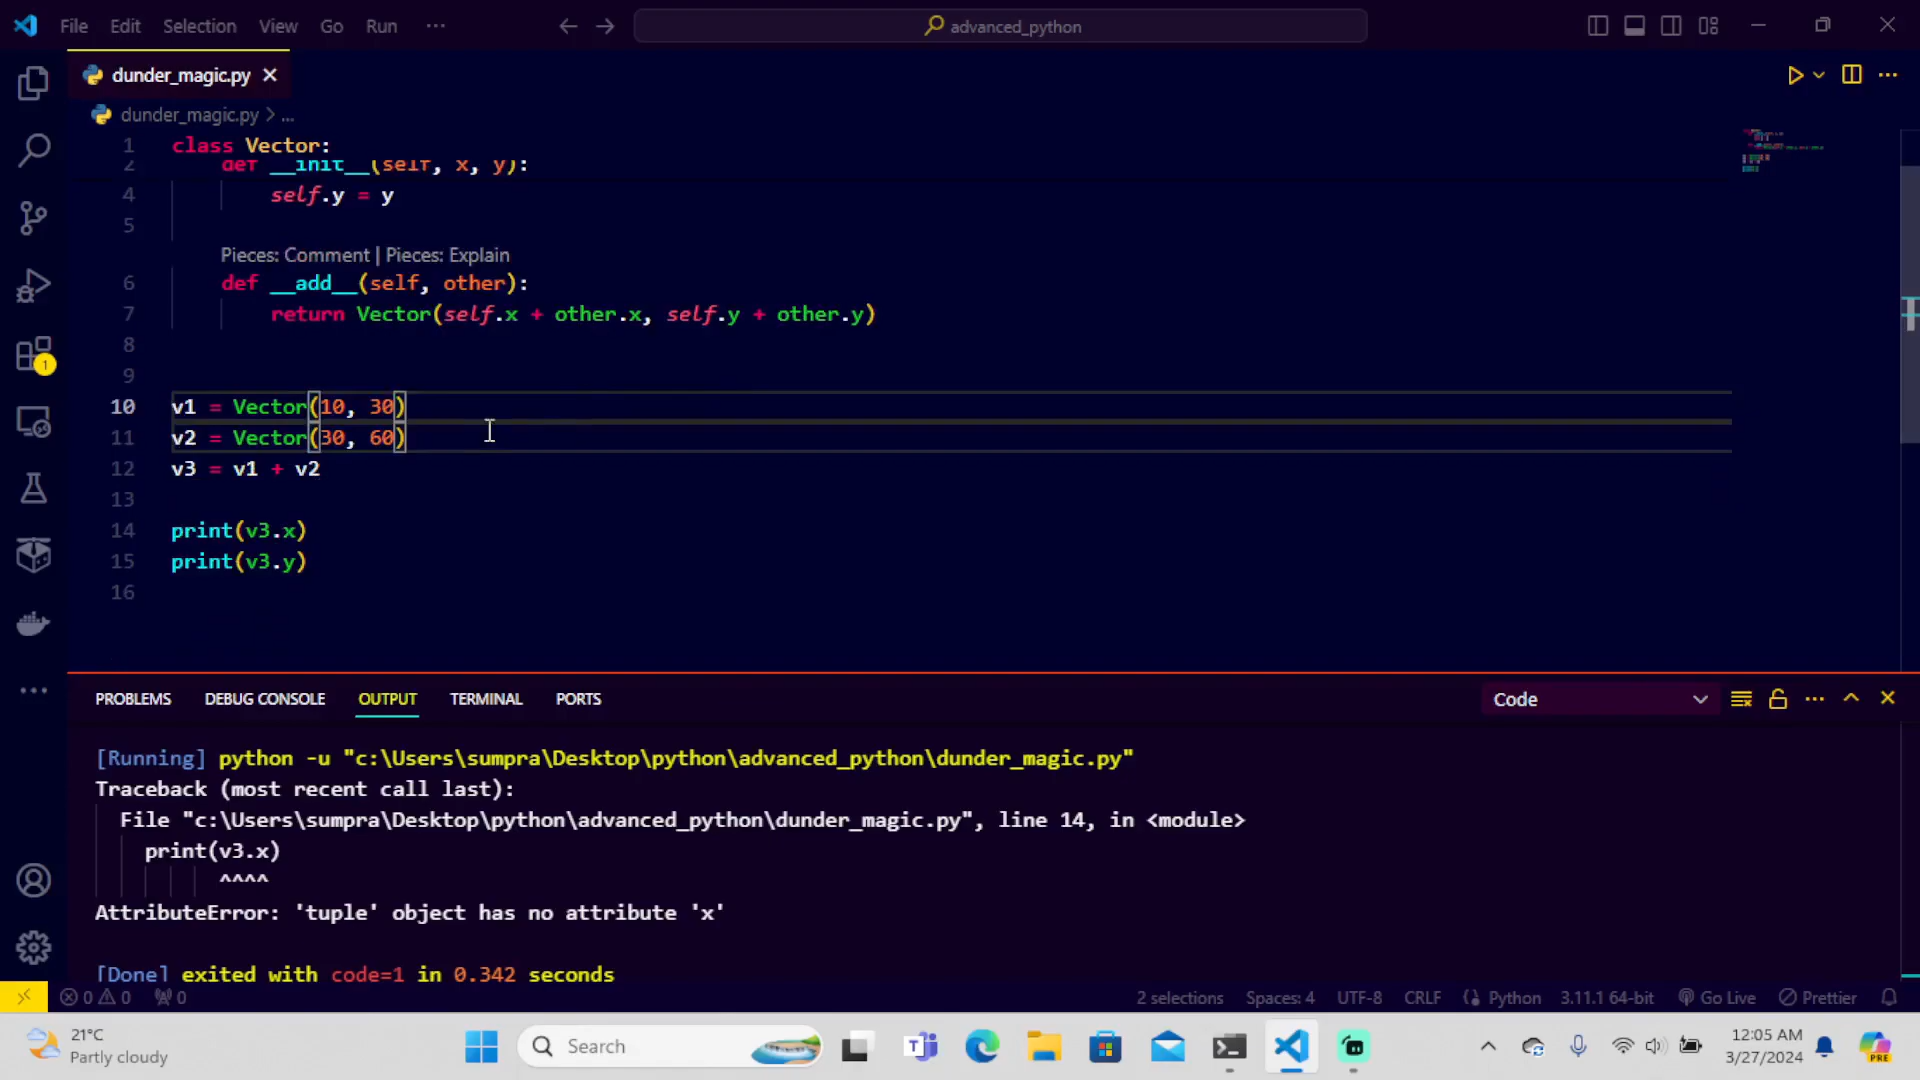 File Edit Selection View Go Run ··· advanced_python
dunder_magic.py
dunder_magic.py > ...
1 class Vector:
2 def __init__(self, x, y):
4 self.y = y
5
Pieces: Comment | Pieces: Explain
6 def __add__(self, other):
7 return Vector(self.x + other.x, self.y + other.y)
8
9
10 v1 = Vector(10, 30)
11 v2 = Vector(30, 60)
12 v3 = v1 + v2
13
14 print(v3.x)
15 print(v3.y)
16
1
PROBLEMS DEBUG CONSOLE OUTPUT TERMINAL PORTS Code
[Running] python -u "c:\Users\sumpra\Desktop\python\advanced_python\dunder_magic.py"
Traceback (most recent call last):
File "c:\Users\sumpra\Desktop\python\advanced_python\dunder_magic.py", line 14, in <module>
print(v3.x)
^^^^
AttributeError: 'tuple' object has no attribute 'x'
[Done] exited with code=1 in 0.342 seconds
0 0 0 2 selections Spaces: 4 UTF-8 CRLF Python 3.11.1 64-bit Go Live Prettier
21°C
Partly cloudy
Search
12:05 AM
3/27/2024
PRE